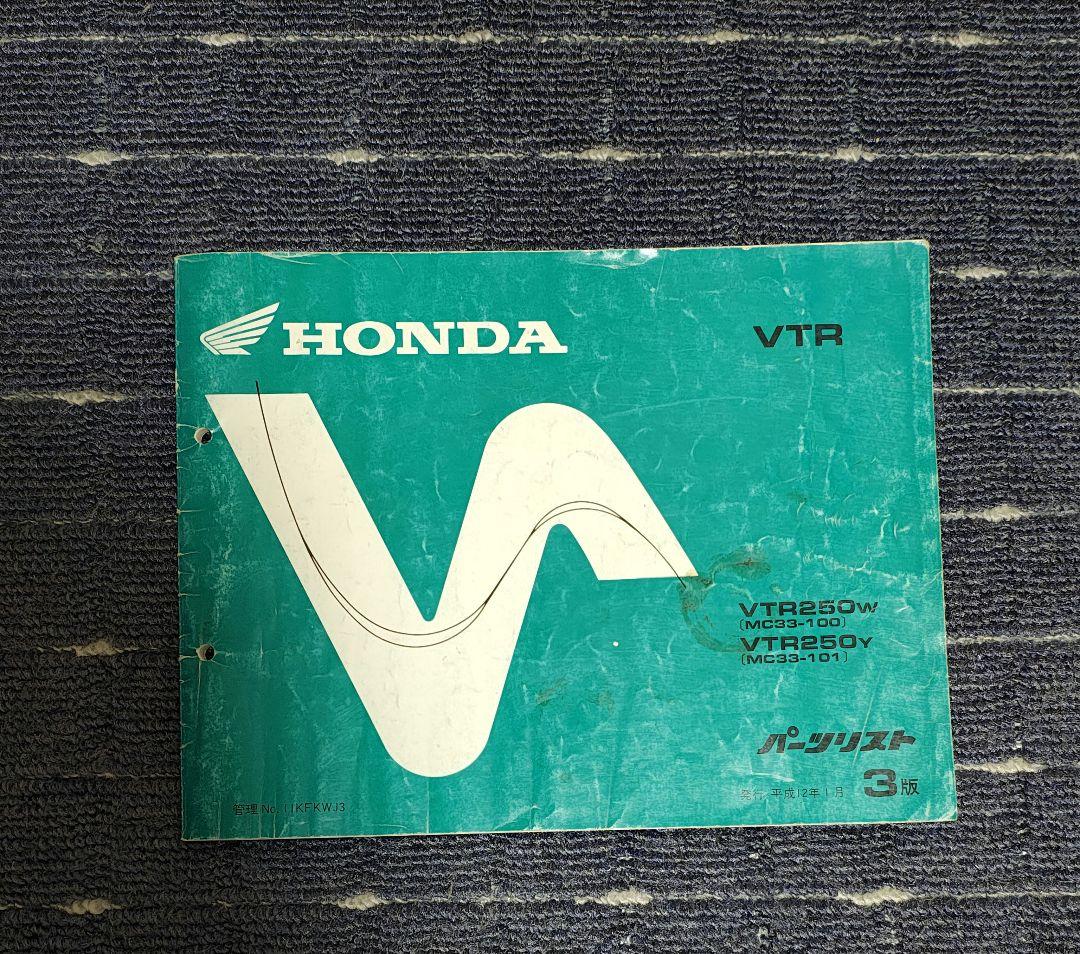 HONDA
VTR
VTR250W
(MC33-100)
VTR250Y
(MC33-101)
パーツリスト
発行 平成12年1月 3版
管理No. 11KFKWJ3